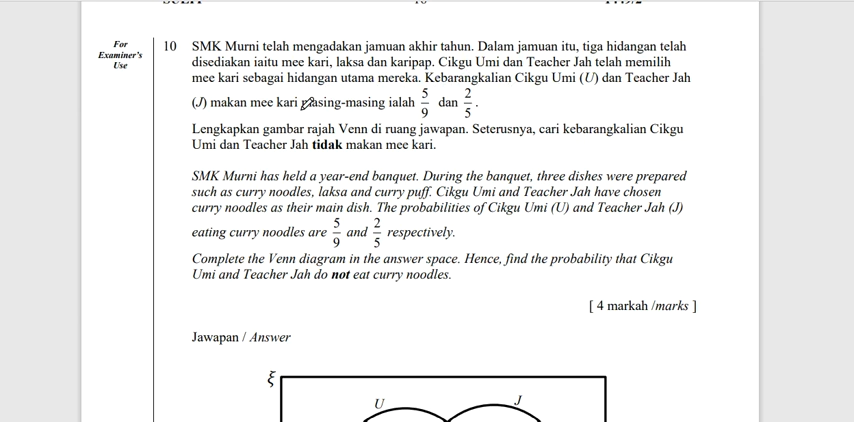 For
Examiner's
Use
10 SMK Murni telah mengadakan jamuan akhir tahun. Dalam jamuan itu, tiga hidangan telah
disediakan iaitu mee kari, laksa dan karipap. Cikgu Umi dan Teacher Jah telah memilih
mee kari sebagai hidangan utama mereka. Kebarangkalian Cikgu Umi (U) dan Teacher Jah
(J) makan mee kari masing-masing ialah 5/9 dan 2/5.
Lengkapkan gambar rajah Venn di ruang jawapan. Seterusnya, cari kebarangkalian Cikgu
Umi dan Teacher Jah tidak makan mee kari.
SMK Murni has held a year-end banquet. During the banquet, three dishes were prepared
such as curry noodles, laksa and curry puff. Cikgu Umi and Teacher Jah have chosen
curry noodles as their main dish. The probabilities of Cikgu Umi (U) and Teacher Jah (J)
eating curry noodles are 5/9 and 2/5 respectively.
Complete the Venn diagram in the answer space. Hence, find the probability that Cikgu
Umi and Teacher Jah do not eat curry noodles.
[ 4 markah /marks ]
Jawapan / Answer
ξ
U J